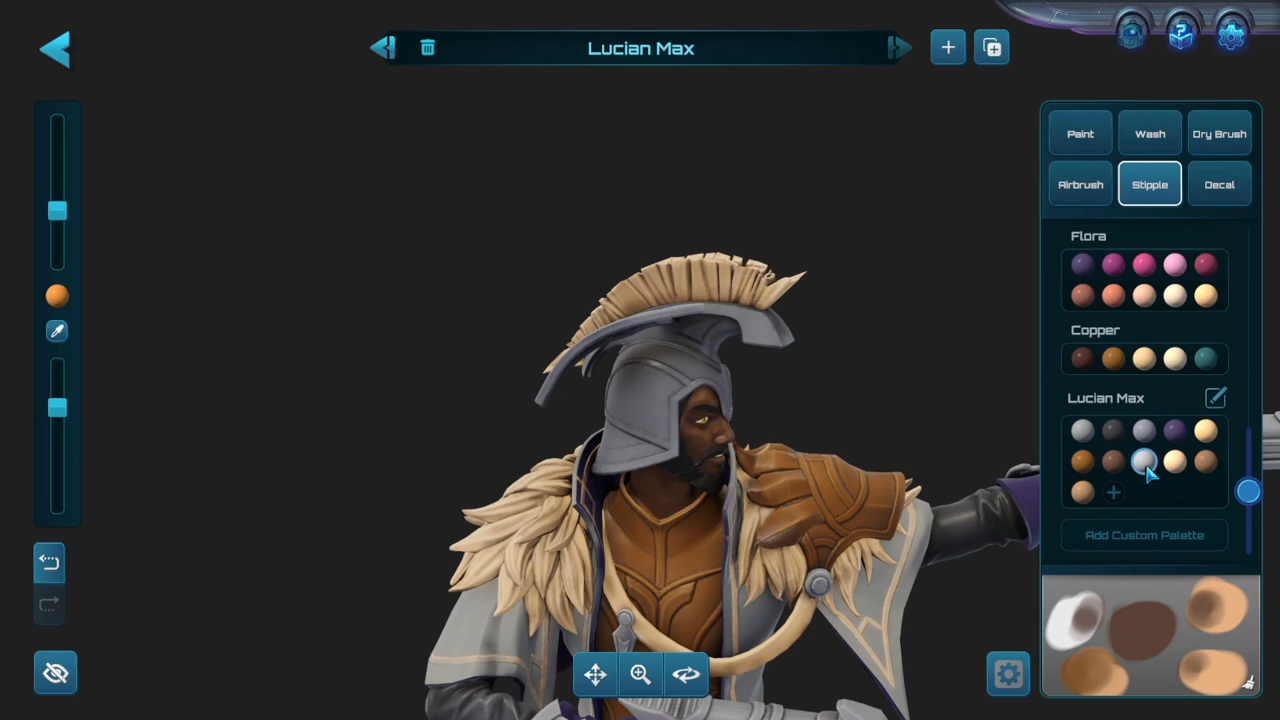 Lucian Max
Paint
Wash
Dry Brush
Airbrush
Stipple
Decal
Flora
Copper
Lucian Max
Add Custom Palette